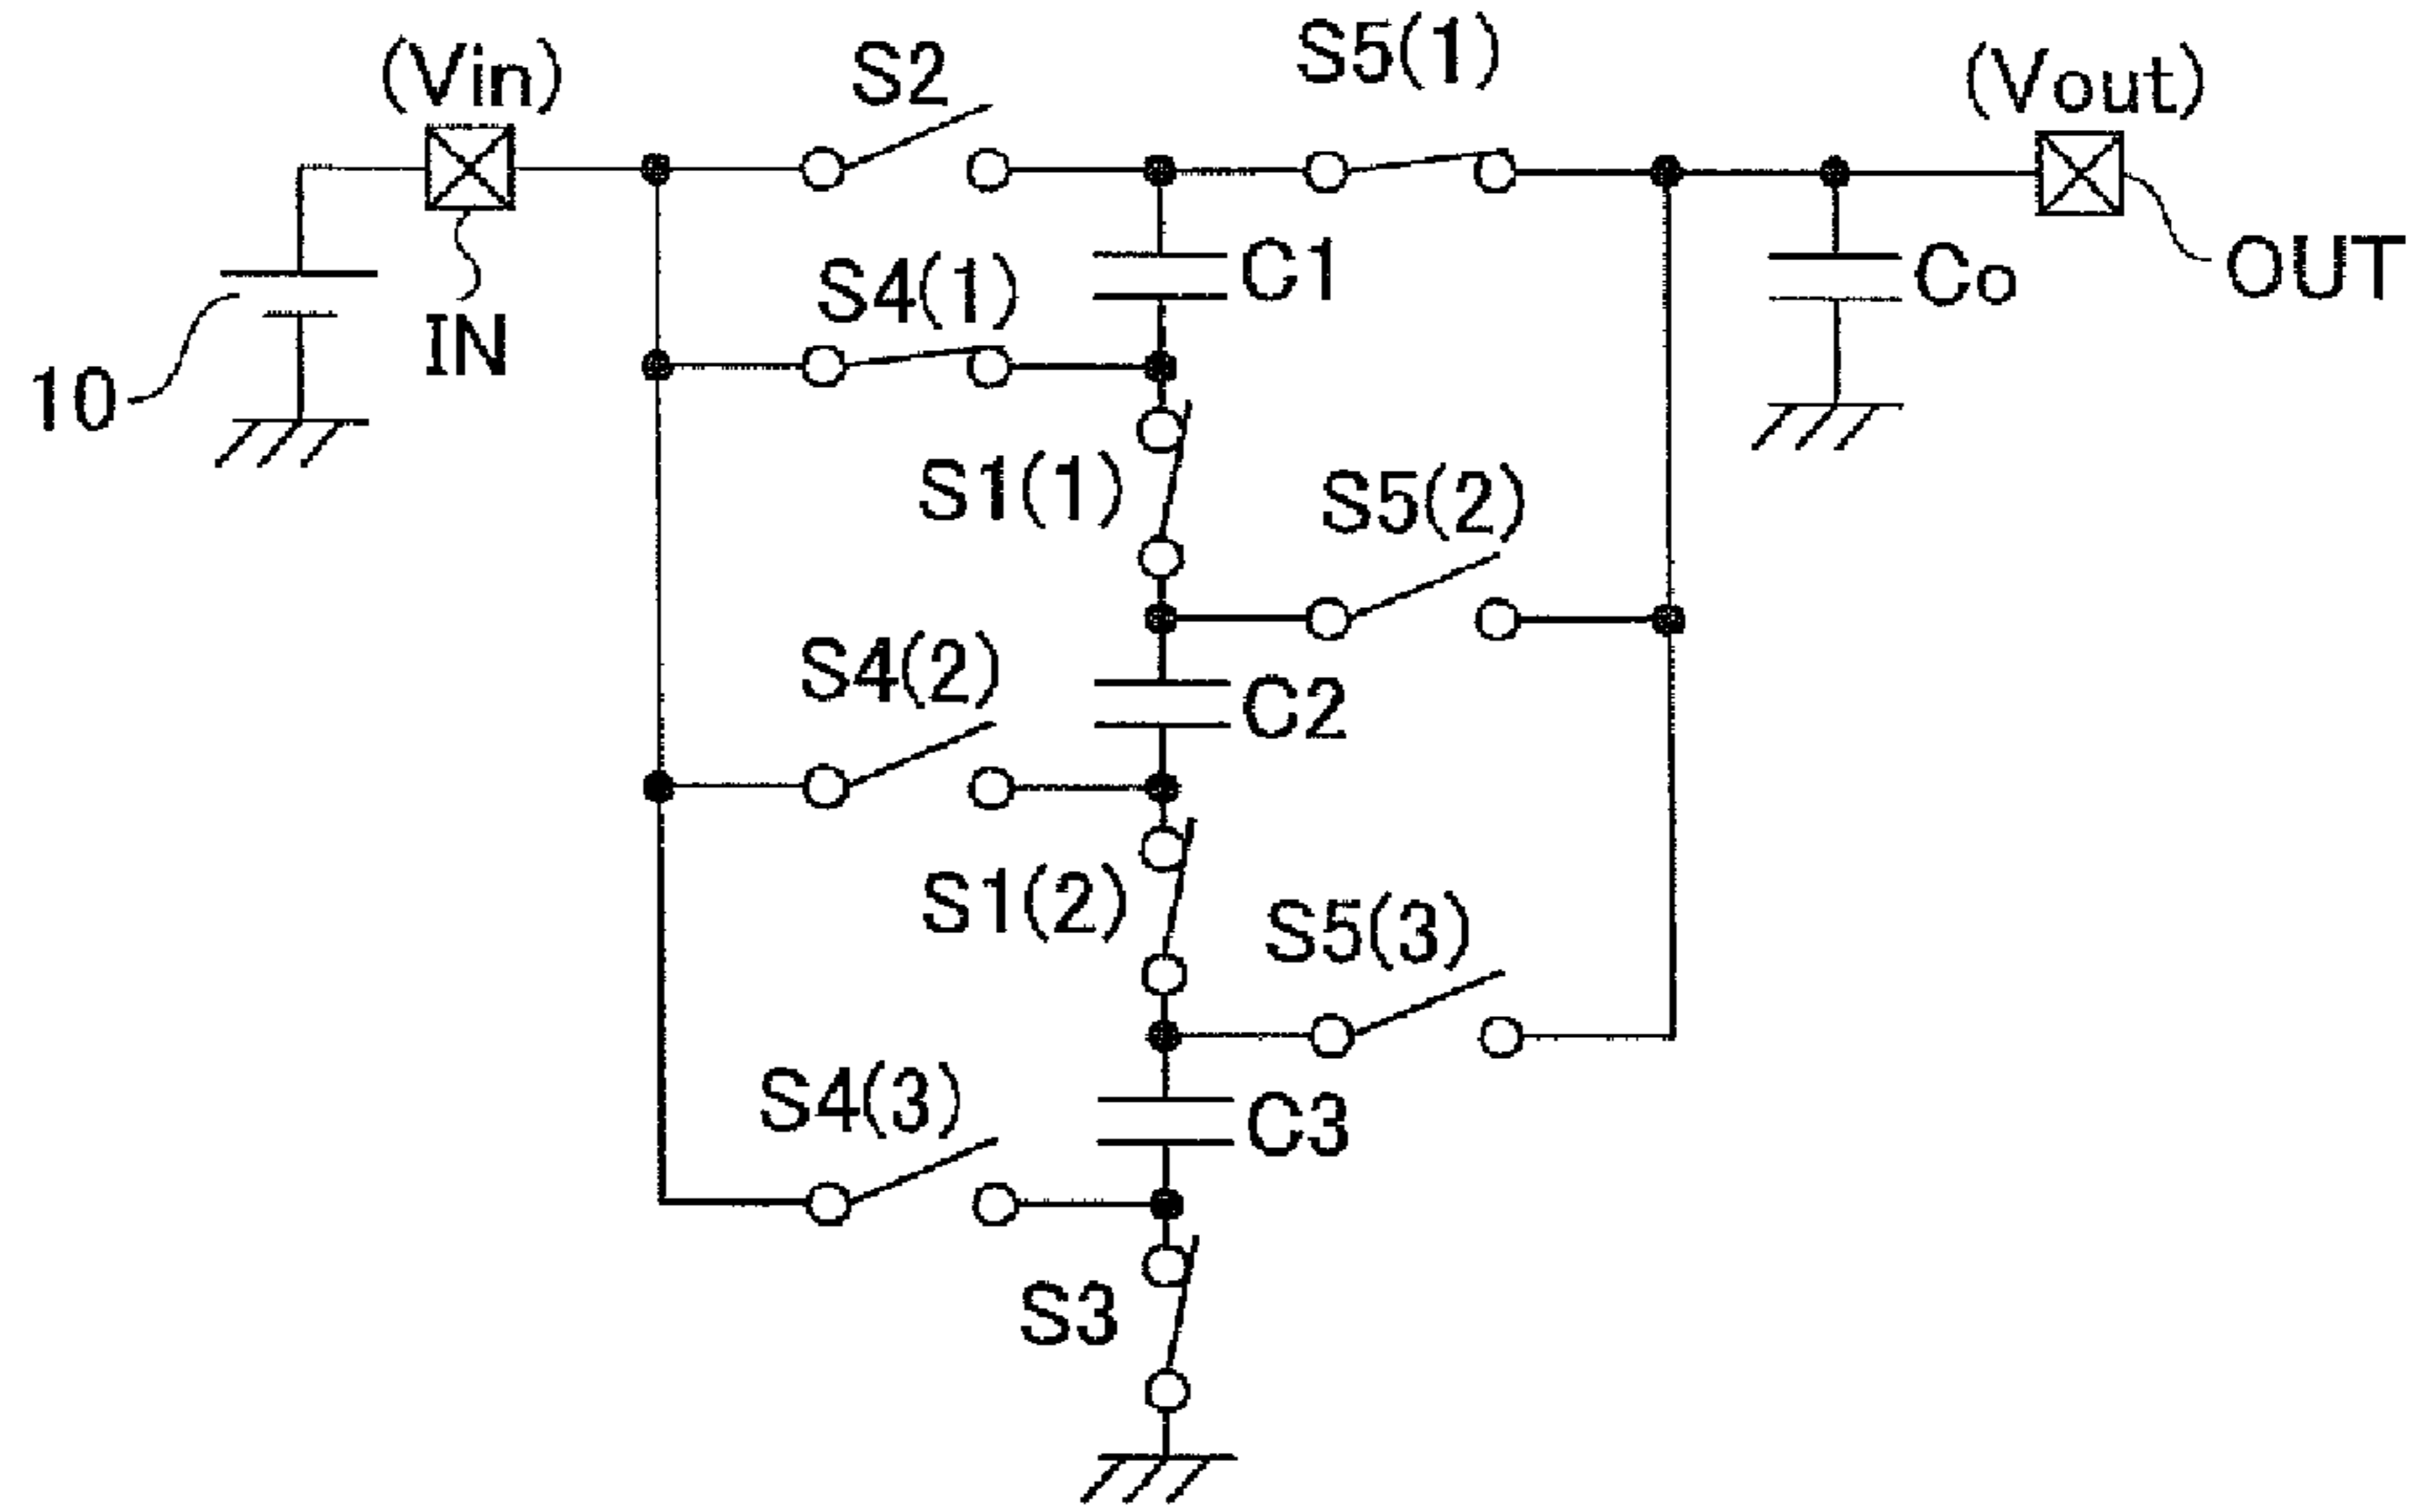 (Vin)
S2
S5(1)
(Vout)
10
IN
S4(1)
C1
Co
OUT
S1(1)
S5(2)
S4(2)
C2
S1(2)
S5(3)
S4(3)
C3
S3